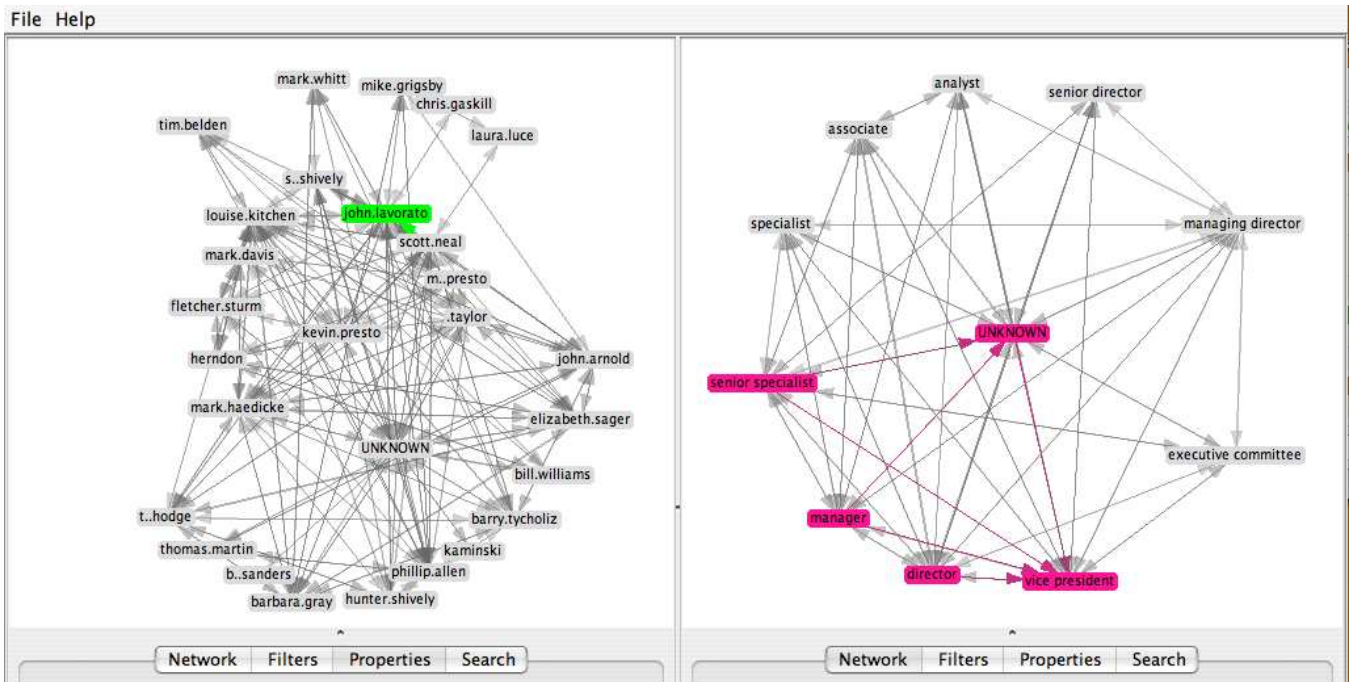 File Help
mark.whitt
mike.grigsby
chris.gaskill
tim.belden
laura.luce
s..shively
louise.kitchen
john.lavorato
scott.neal
mark.davis
m..presto
fletcher.sturm
kevin.presto
.taylor
herndon
john.arnold
mark.haedicke
elizabeth.sager
UNKNOWN
bill.williams
t..hodge
barry.tycholiz
thomas.martin
kaminski
b..sanders
phillip.allen
barbara.gray
hunter.shively
Network Filters Properties Search
analyst
senior director
associate
specialist
managing director
UNKNOWN
senior specialist
executive committee
manager
director
vice president
Network Filters Properties Search